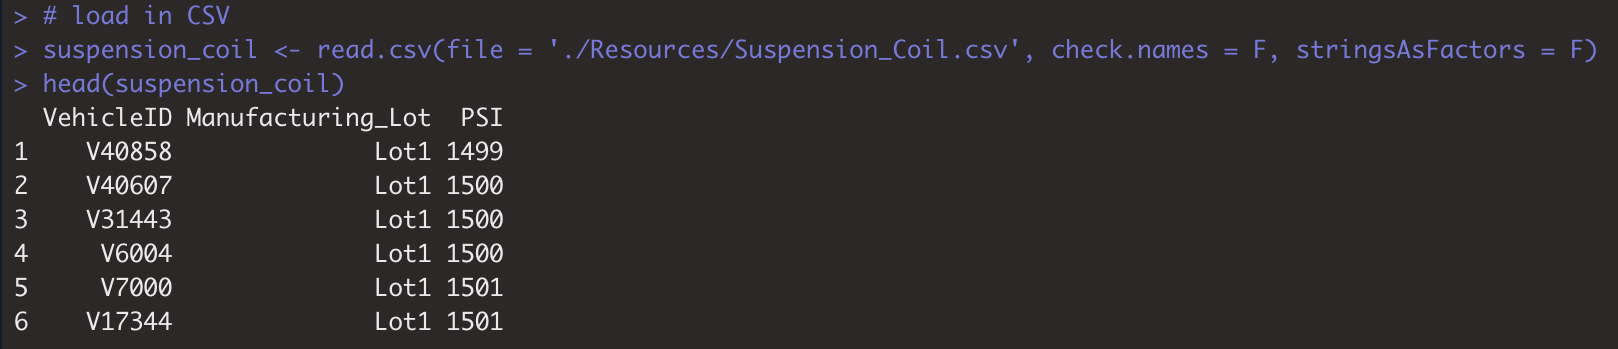 > # load in CSV
> suspension_coil <- read.csv(file = './Resources/Suspension_Coil.csv', check.names = F, stringsAsFactors = F)
> head(suspension_coil)
  VehicleID Manufacturing_Lot  PSI
1    V40858              Lot1 1499
2    V40607              Lot1 1500
3    V31443              Lot1 1500
4     V6004              Lot1 1500
5     V7000              Lot1 1501
6    V17344              Lot1 1501